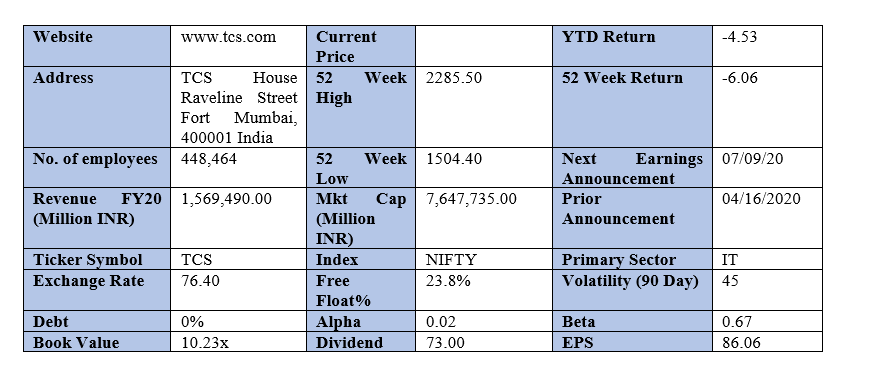 Website www.tcs.com Current YTD Return -4.53
Price
Address TCS House 52 Week 2285.50 52 Week Return -6.06
Raveline Street High
Fort Mumbai,
400001 India
No. of employees 448,464 52 Week 1504.40 Next Earnings 07/09/20
Low Announcement
Revenue FY20 1,569,490.00 Mkt Cap 7,647,735.00 Prior 04/16/2020
(Million INR) (Million Announcement
INR)
Ticker Symbol TCS Index NIFTY Primary Sector IT
Exchange Rate 76.40 Free 23.8% Volatility (90 Day) 45
Float%
Debt 0% Alpha 0.02 Beta 0.67
Book Value 10.23x Dividend 73.00 EPS 86.06